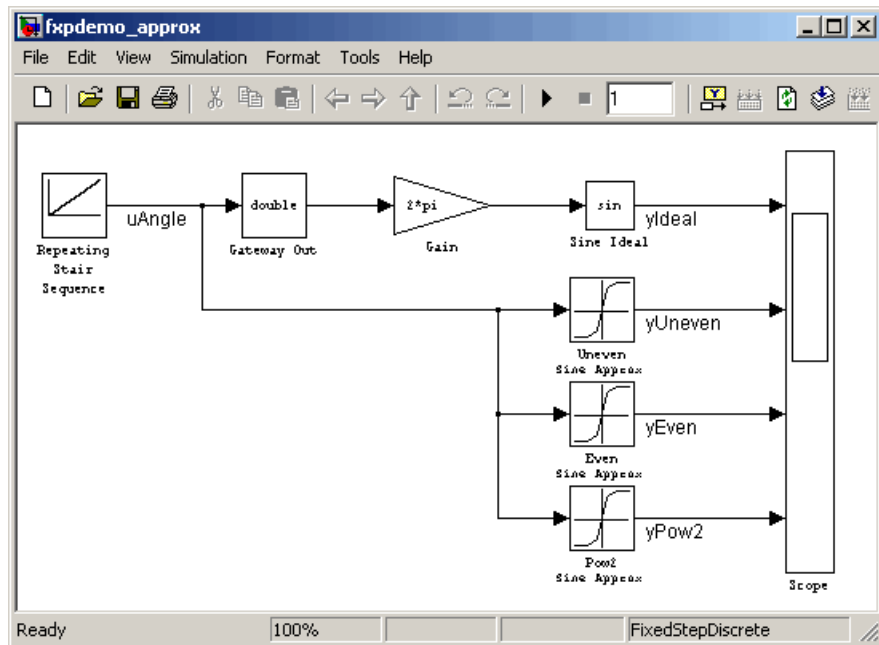 fxpdemo_approx
File Edit View Simulation Format Tools Help
1
double
2*pi
sin
uAngle
yIdeal
Repeating
Stair
Sequence
Gateway Out
Gain
Sine Ideal
yUneven
Uneven
Sine Approx
yEven
Even
Sine Approx
yPow2
Pow2
Sine Approx
Scope
Ready 100% FixedStepDiscrete